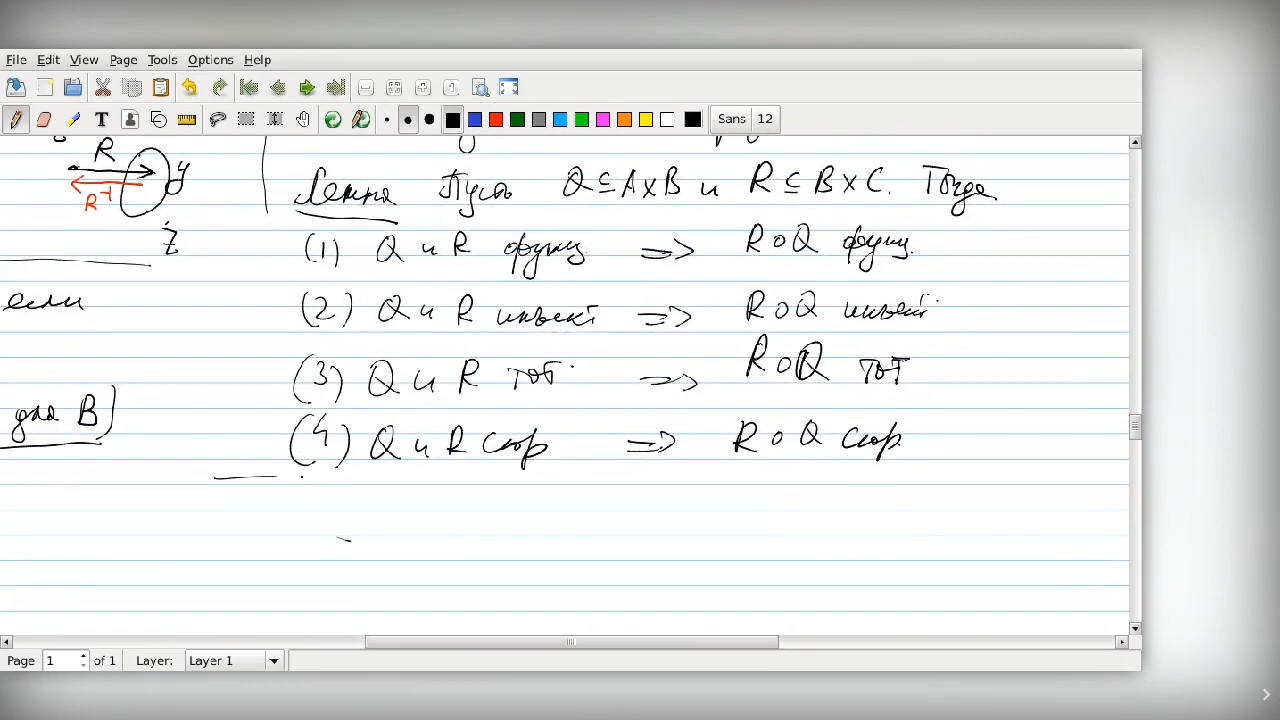 File Edit View Page Tools Options Help
T Sans 12
R
y
R⁻¹
Z
если
для B)
Лемма Пусть Q ⊆ A×B и R ⊆ B×C. Тогда
(1) Q и R функц. ⇒ R∘Q функц.
(2) Q и R инъект. ⇒ R∘Q инъект.
(3) Q и R тот. ⇒ R∘Q тот
(4) Q и R сюр ⇒ R∘Q сюр.
Page 1 of 1 Layer: Layer 1